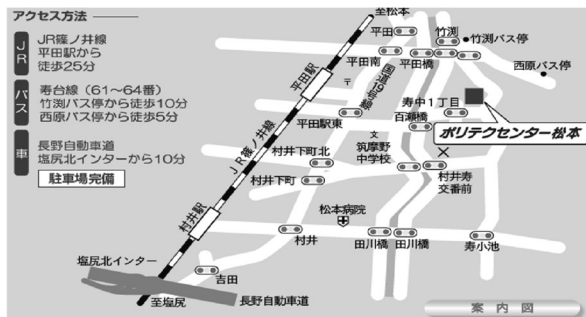 アクセス方法
JR
JR篠ノ井線
平田駅から
徒歩25分
バス
寿台線（61～64番）
竹渕バス停から徒歩10分
西原バス停から徒歩5分
車
長野自動車道
塩尻北インターから10分
駐車場完備
至松本
平田
竹渕
竹渕バス停
平田南
平田橋
西原バス停
平田駅
国道19号線
〒
寿中1丁目
百瀬橋
平田駅東
ポリテクセンター松本
JR篠ノ井線
文
筑摩野
中学校
村井下町北
村井下町
村井寿
交番前
村井駅
松本病院
村井
田川橋
田川橋
寿小池
塩尻北インター
吉田
至塩尻
長野自動車道
案内図